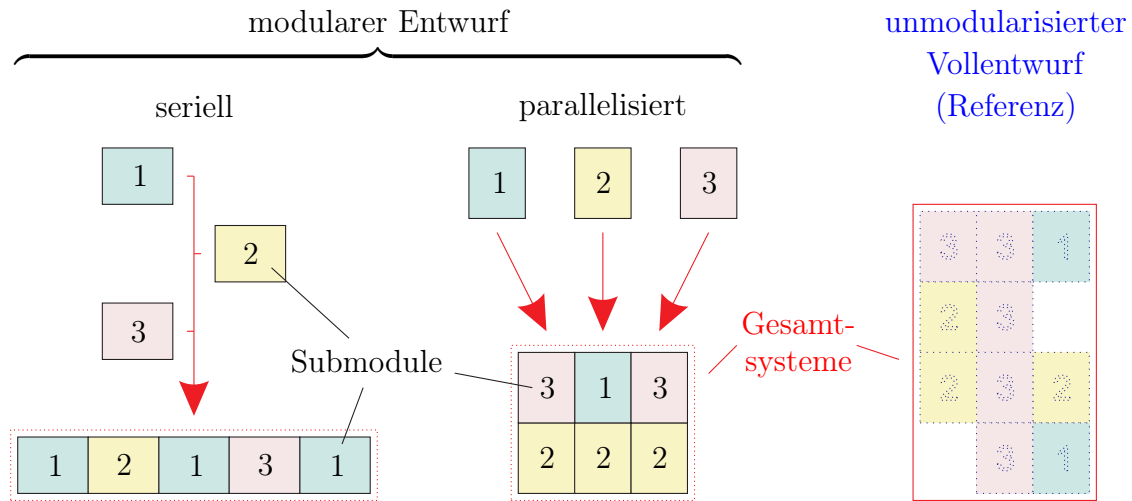 modularer Entwurf
unmodularisierter
Vollentwurf
(Referenz)
seriell
parallelisiert
1
2
3
1 2 3
Submodule
Gesamt-
systeme
1 2 1 3 1
3 1 3
2 2 2
3 3 1
2 3
2 3 2
3 1